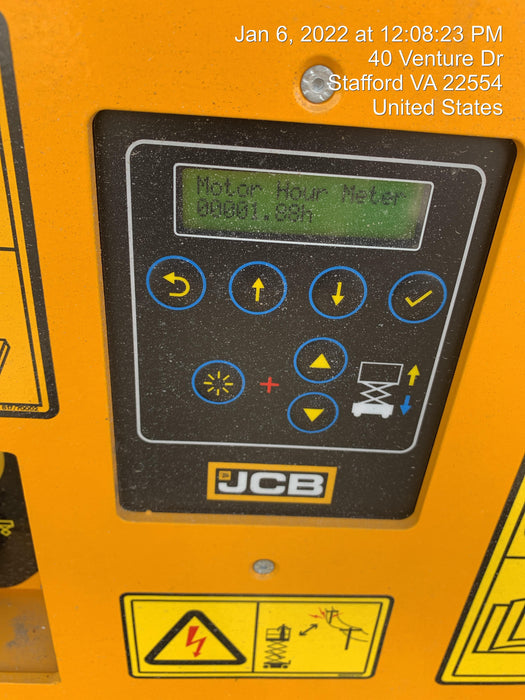 Jan 6, 2022 at 12:08:23 PM
40 Venture Dr
Stafford VA 22554
United States
Motor Hour Meter
00001.98h
JCB